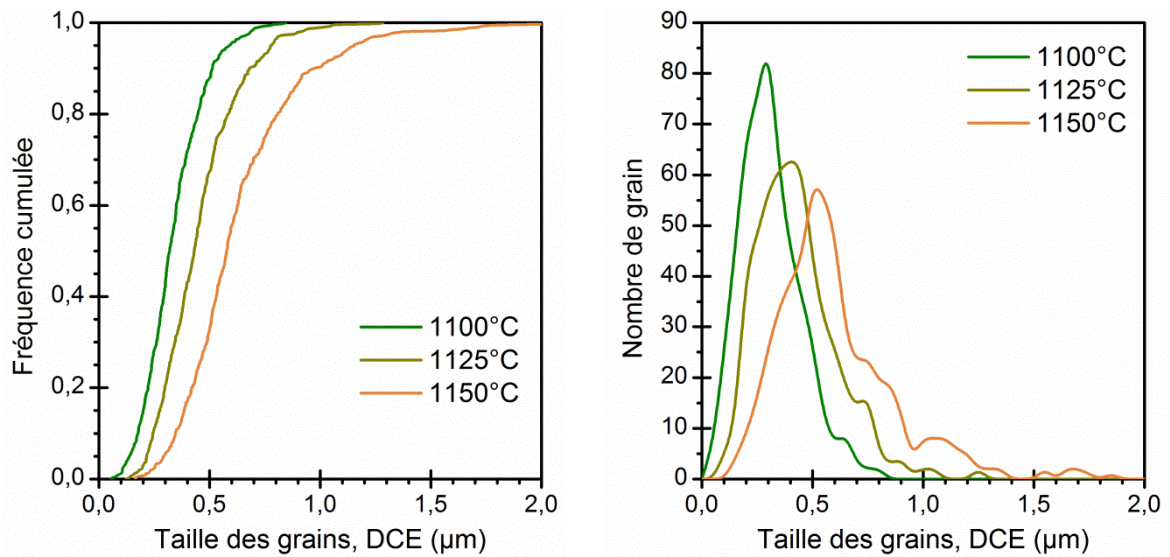 1,0
0,8
0,6
0,4
0,2
0,0
Fréquence cumulée
1100°C
1125°C
1150°C
0,0
0,5
1,0
1,5
2,0
Taille des grains, DCE (µm)
90
80
70
60
50
40
30
20
10
0
Nombre de grain
1100°C
1125°C
1150°C
0,0
0,5
1,0
1,5
2,0
Taille des grains, DCE (µm)